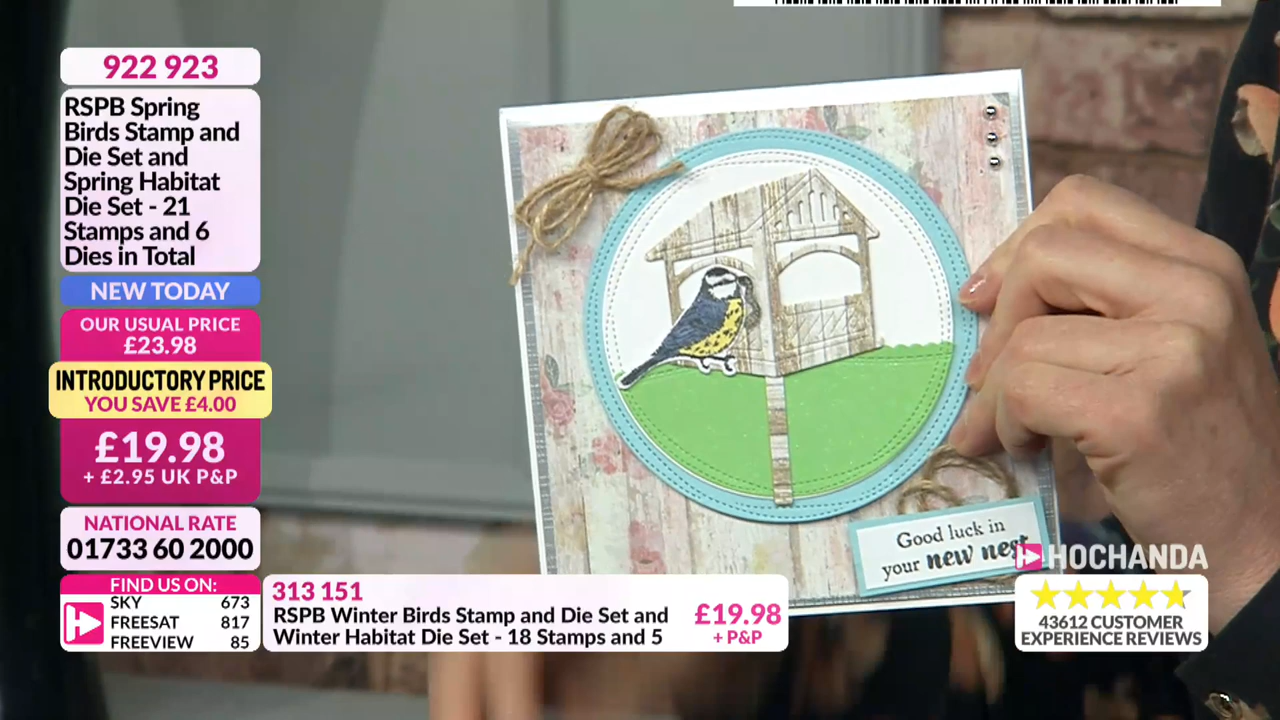 922 923
RSPB Spring
Birds Stamp and
Die Set and
Spring Habitat
Die Set - 21
Stamps and 6
Dies in Total
NEW TODAY
OUR USUAL PRICE
£23.98
INTRODUCTORY PRICE
YOU SAVE £4.00
£19.98
+ £2.95 UK P&P
NATIONAL RATE
01733 60 2000
FIND US ON:
SKY 673
FREESAT 817
FREEVIEW 85
313 151
RSPB Winter Birds Stamp and Die Set and
Winter Habitat Die Set - 18 Stamps and 5
£19.98
+ P&P
Good luck in
your new nest
HOCHANDA
43612 CUSTOMER
EXPERIENCE REVIEWS